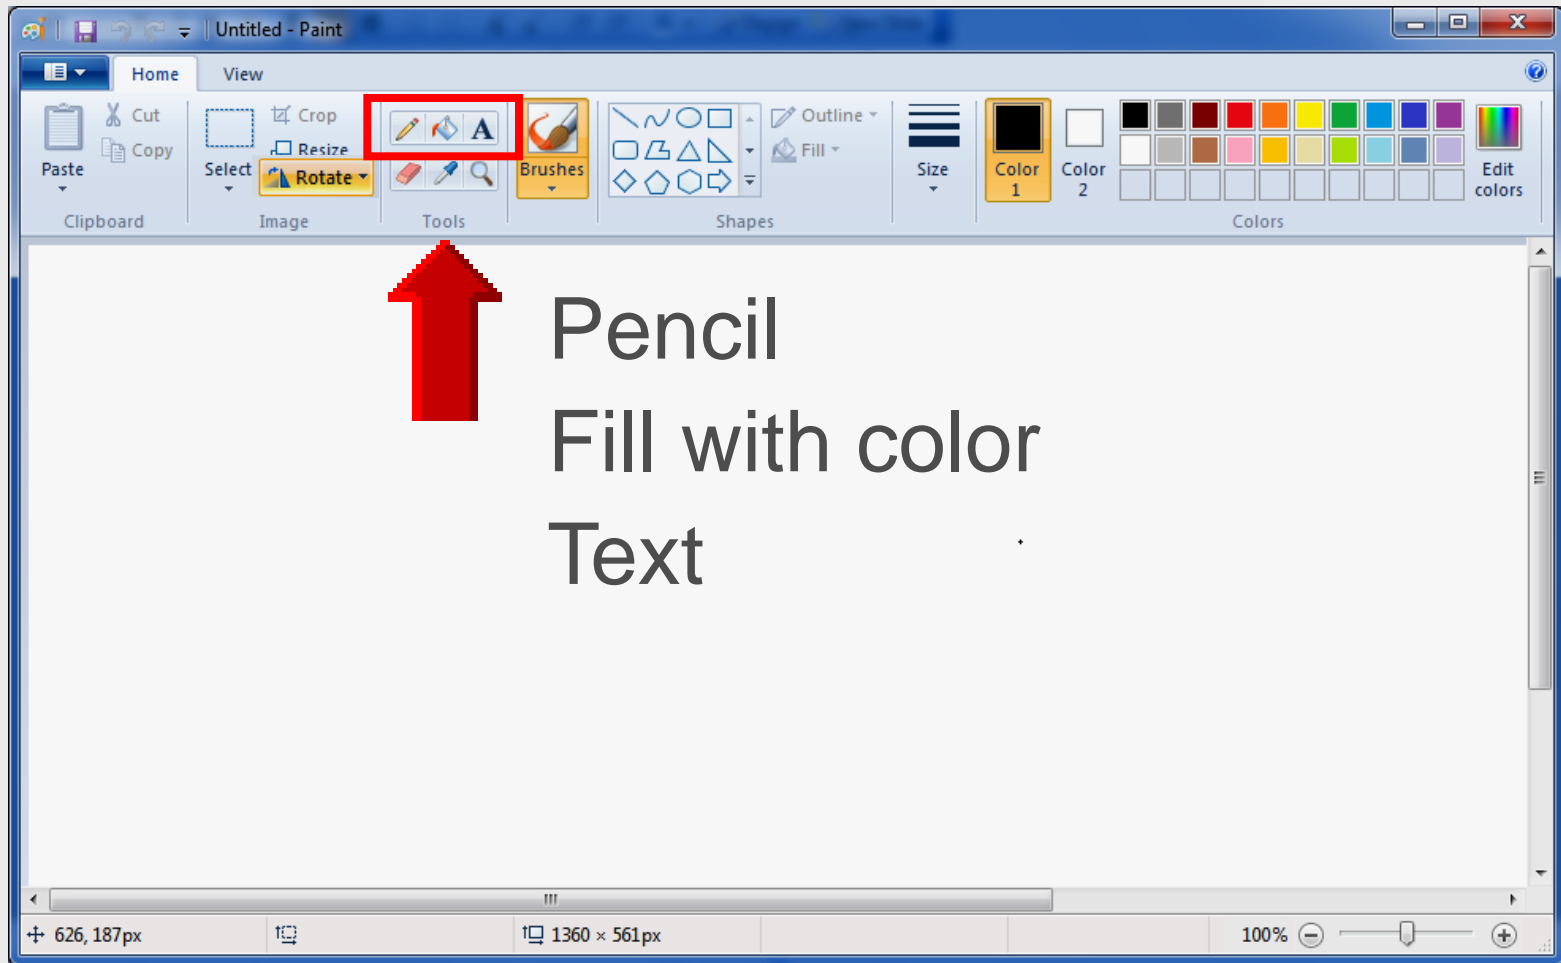 Untitled - Paint
Home View
Cut
Crop
Outline
Copy
Resize
Fill
Paste
Select
Rotate
Brushes
Size
Color 1
Color 2
Edit colors
Clipboard Image Tools Shapes Colors
Pencil
Fill with color
Text
626, 187px 1360 × 561px 100%